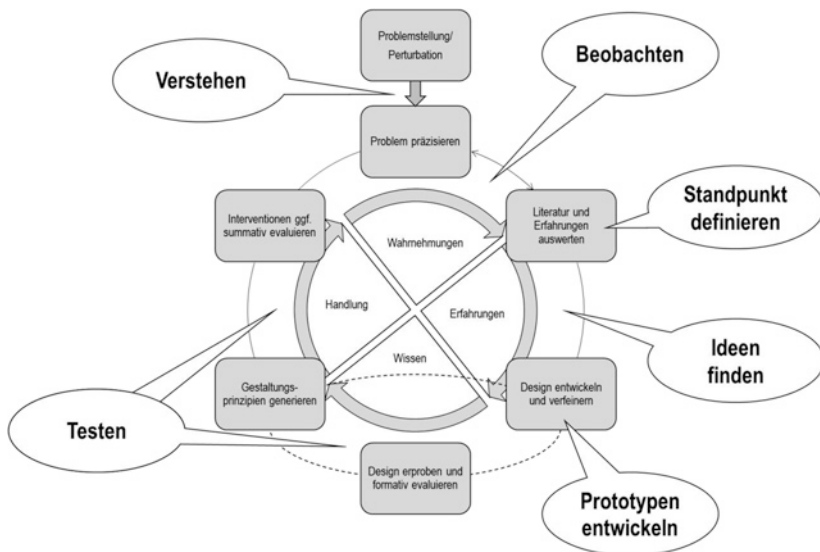 Problemstellung/
Perturbation
Beobachten
Verstehen
Problem präzisieren
Interventionen ggf.
summativ evaluieren
Literatur und
Erfahrungen
auswerten
Standpunkt
definieren
Wahrnehmungen
Handlung
Erfahrungen
Wissen
Ideen
finden
Gestaltungs-
prinzipien generieren
Design entwickeln
und verfeinern
Testen
Design erproben und
formativ evaluieren
Prototypen
entwickeln